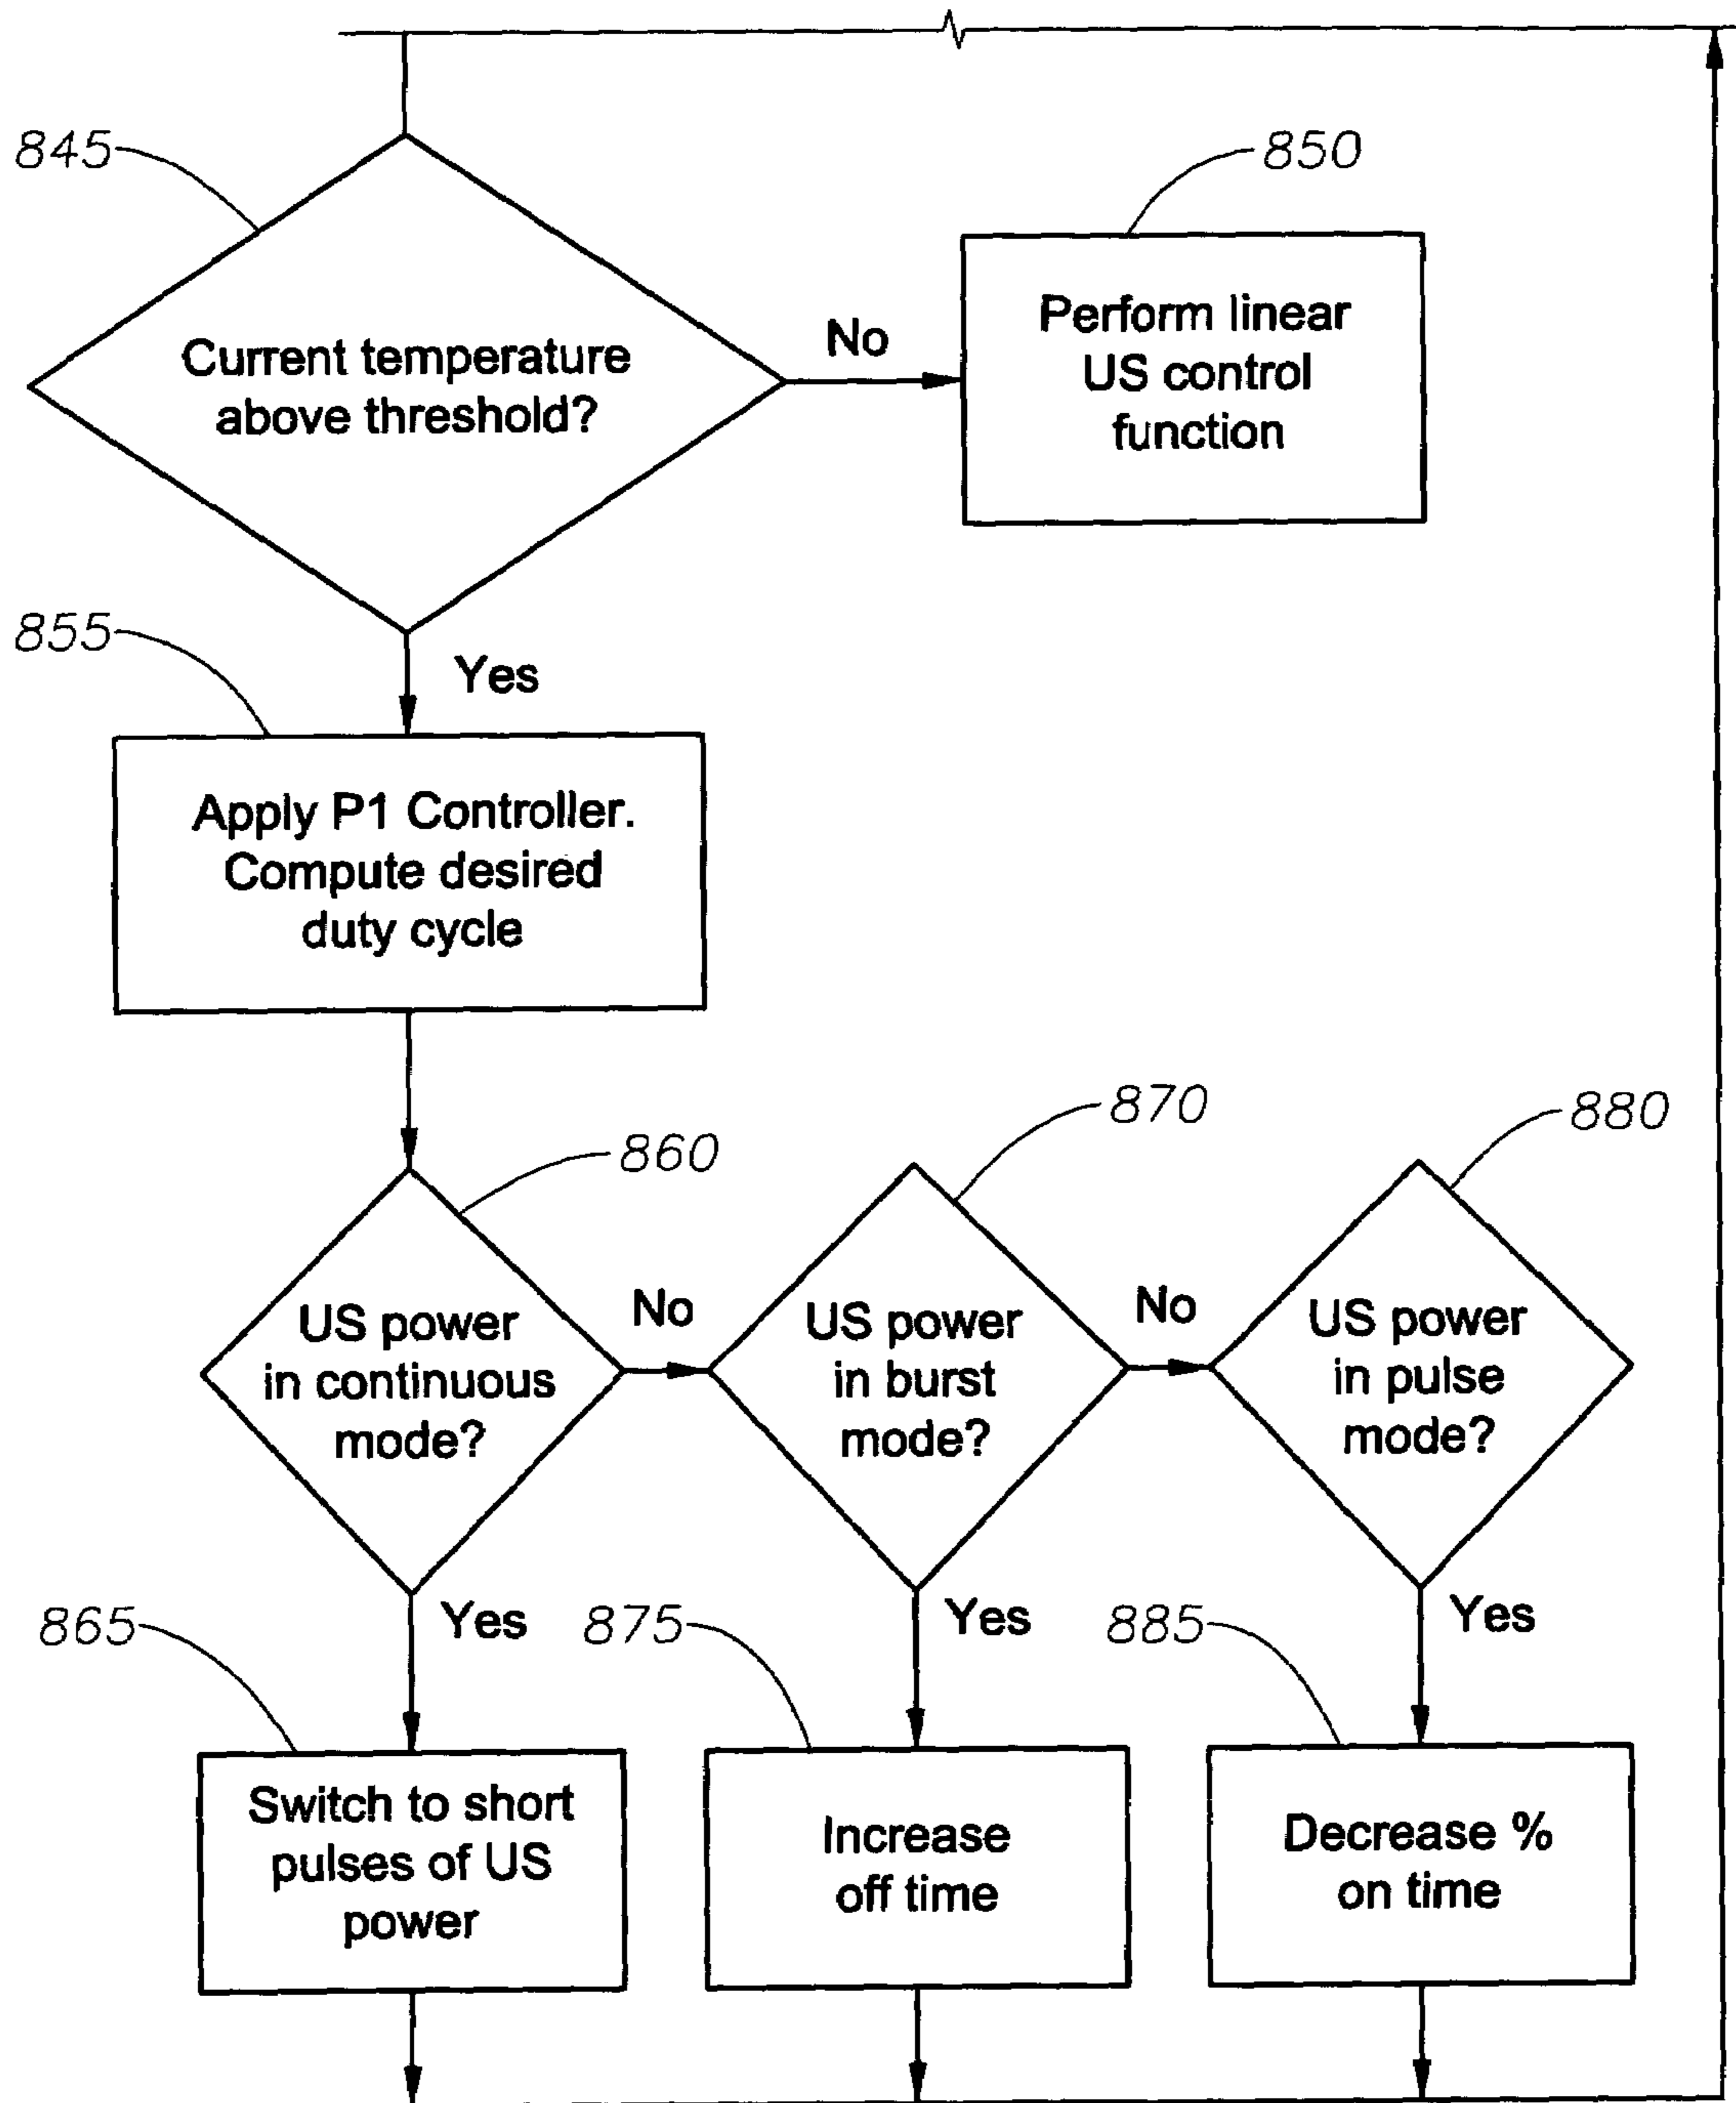 845
850
Current temperature
above threshold?
No
Perform linear
US control
function
855
Yes
Apply P1 Controller.
Compute desired
duty cycle
860
870
880
US power
in continuous
mode?
No
US power
in burst
mode?
No
US power
in pulse
mode?
865
Yes
875
Yes
885
Yes
Switch to short
pulses of US
power
Increase
off time
Decrease %
on time